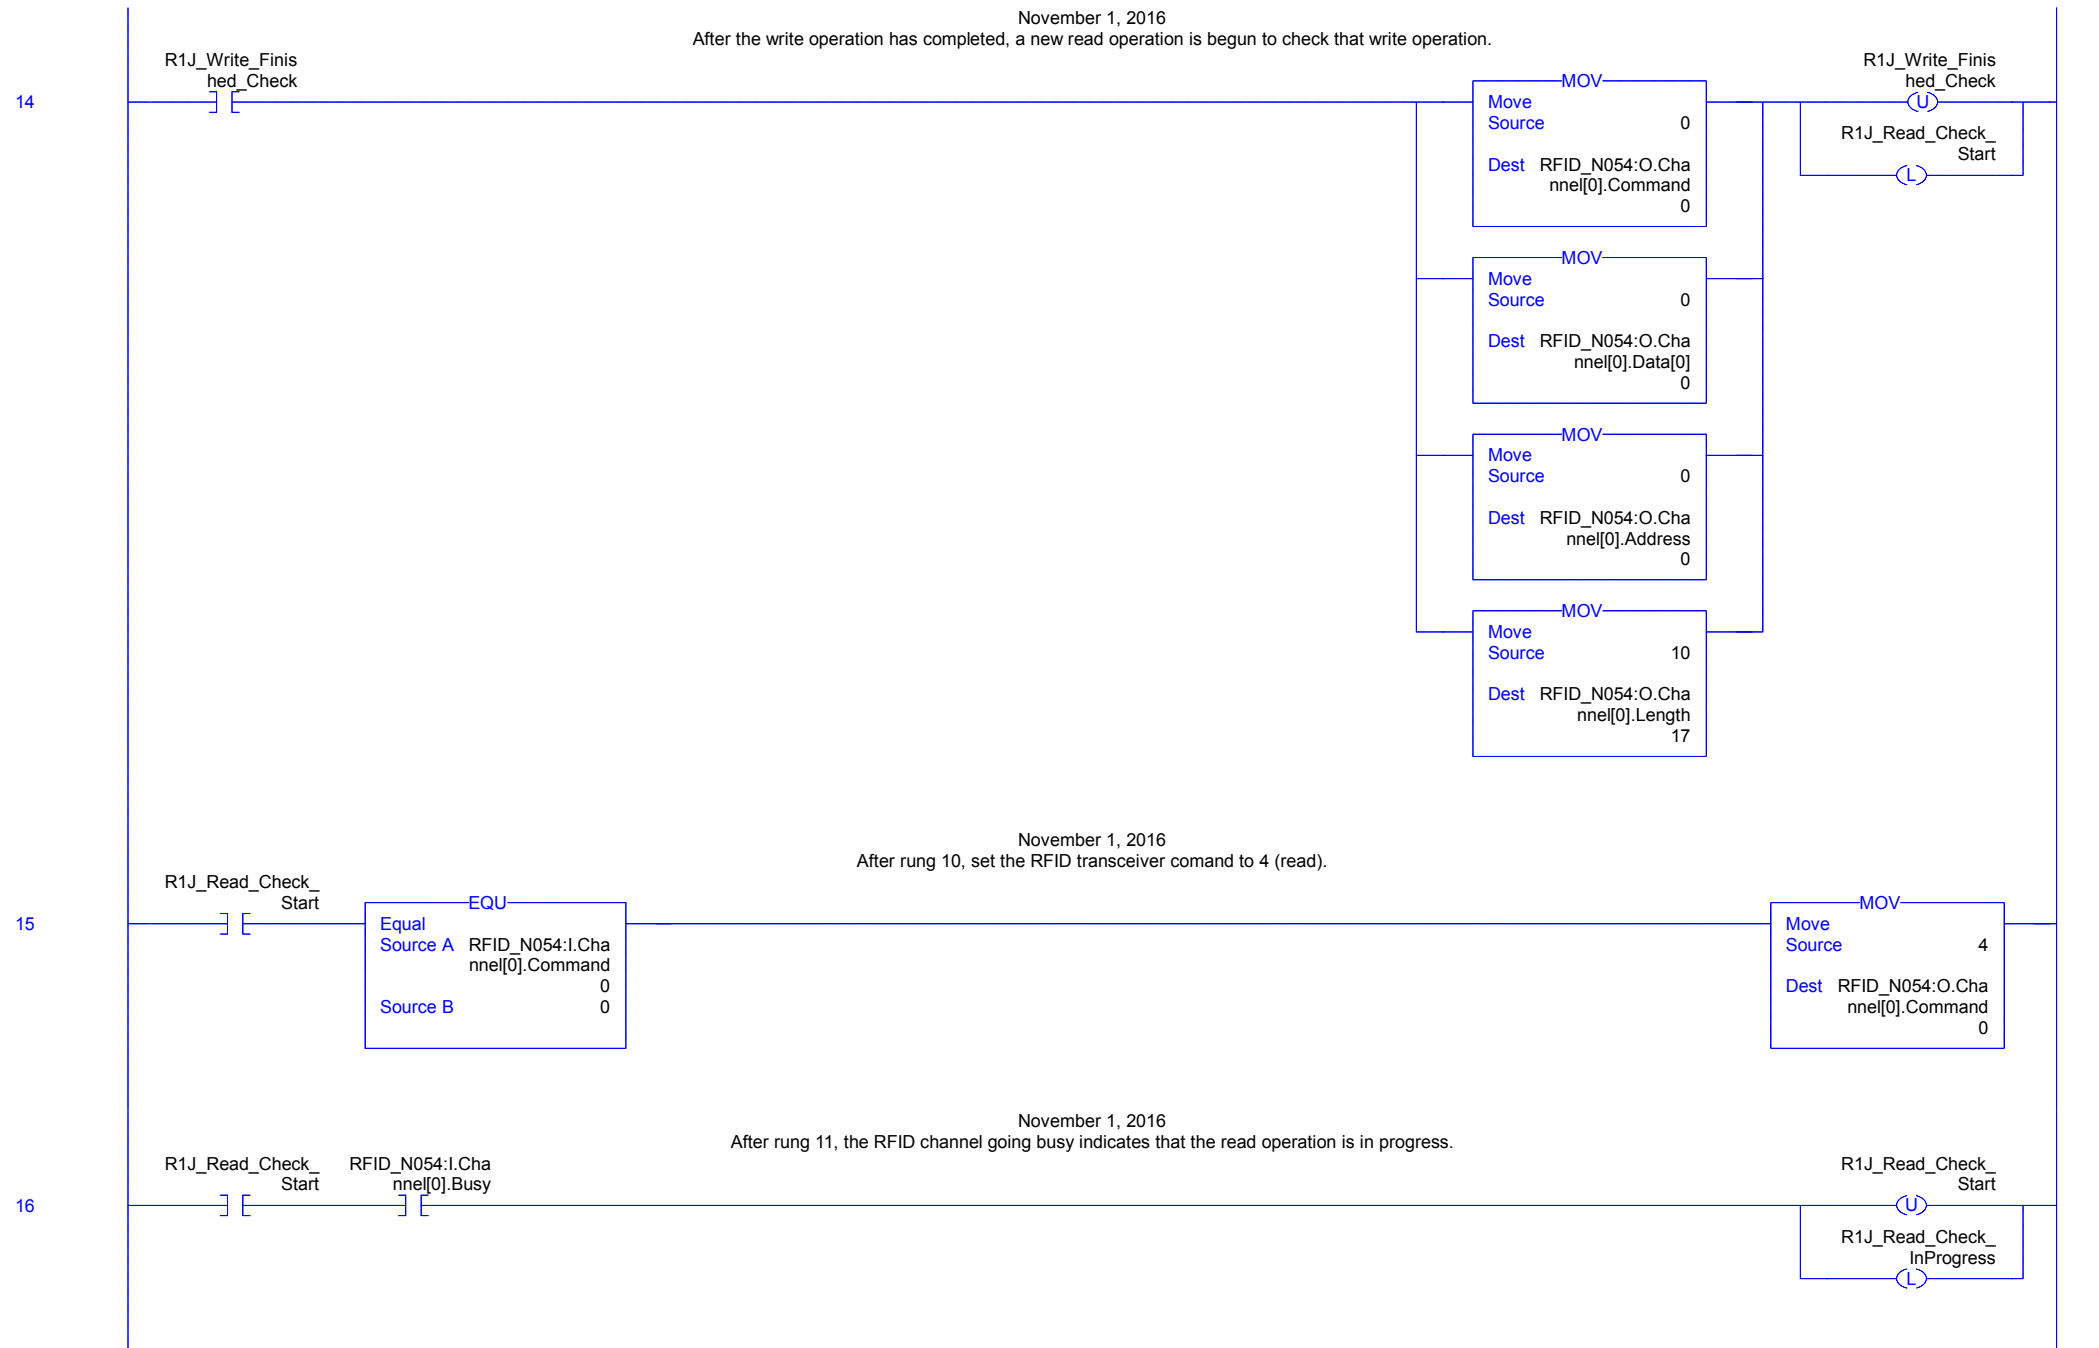 November 1, 2016
After the write operation has completed, a new read operation is begun to check that write operation.
R1J_Write_Finis
hed_Check
14
MOV
Move
Source 0
Dest RFID_N054:O.Cha
nnel[0].Command
0
R1J_Write_Finis
hed_Check
U
R1J_Read_Check_
Start
L
MOV
Move
Source 0
Dest RFID_N054:O.Cha
nnel[0].Data[0]
0
MOV
Move
Source 0
Dest RFID_N054:O.Cha
nnel[0].Address
0
MOV
Move
Source 10
Dest RFID_N054:O.Cha
nnel[0].Length
17
November 1, 2016
After rung 10, set the RFID transceiver comand to 4 (read).
R1J_Read_Check_
Start
15
EQU
Equal
Source A RFID_N054:I.Cha
nnel[0].Command
0
Source B 0
MOV
Move
Source 4
Dest RFID_N054:O.Cha
nnel[0].Command
0
November 1, 2016
After rung 11, the RFID channel going busy indicates that the read operation is in progress.
R1J_Read_Check_
Start
RFID_N054:I.Cha
nnel[0].Busy
16
R1J_Read_Check_
Start
U
R1J_Read_Check_
InProgress
L